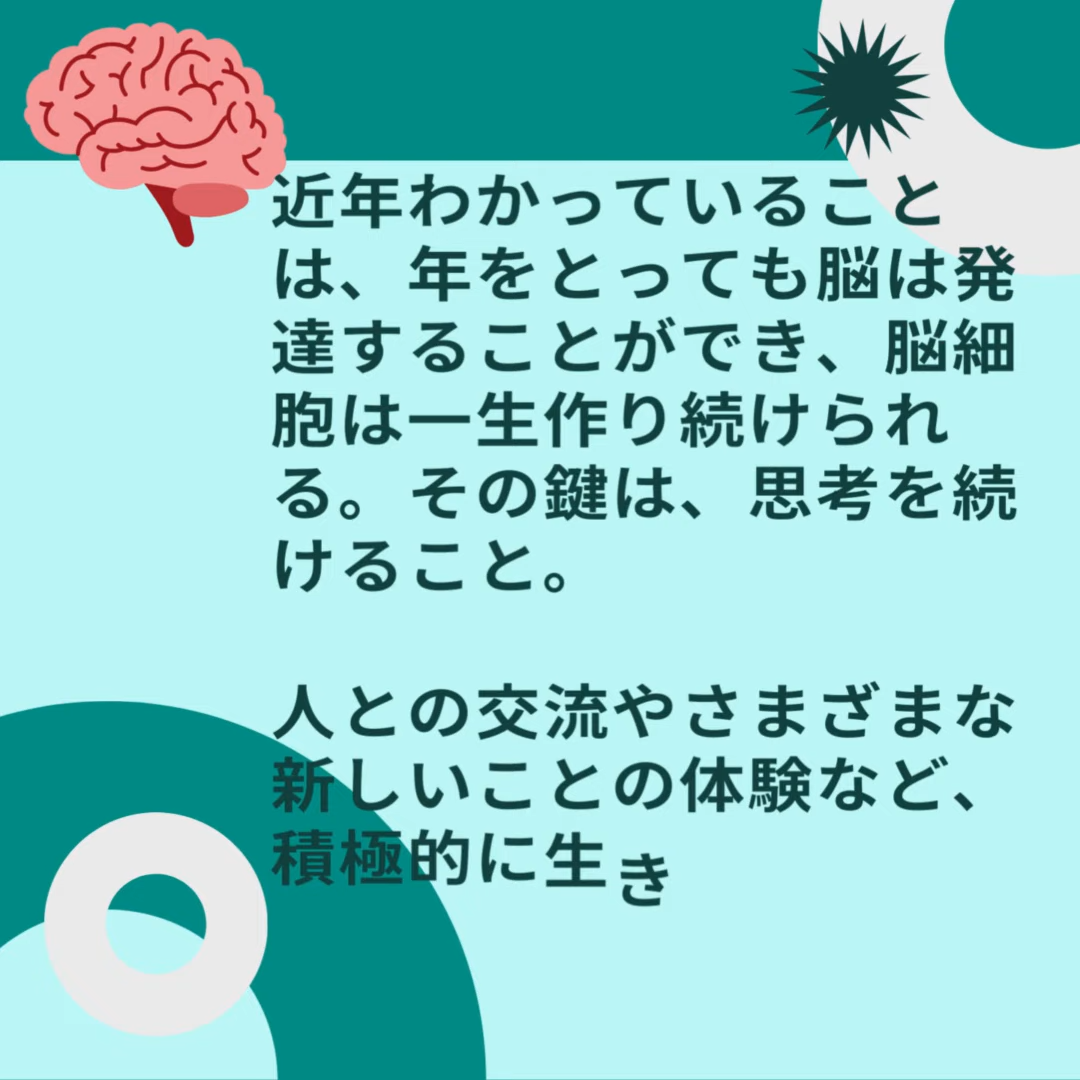 近年わかっていること
は、年をとっても脳は発
達することができ、脳細
胞は一生作り続けられ
る。その鍵は、思考を続
けること。
人との交流やさまざまな
新しいことの体験など、
積極的に生き